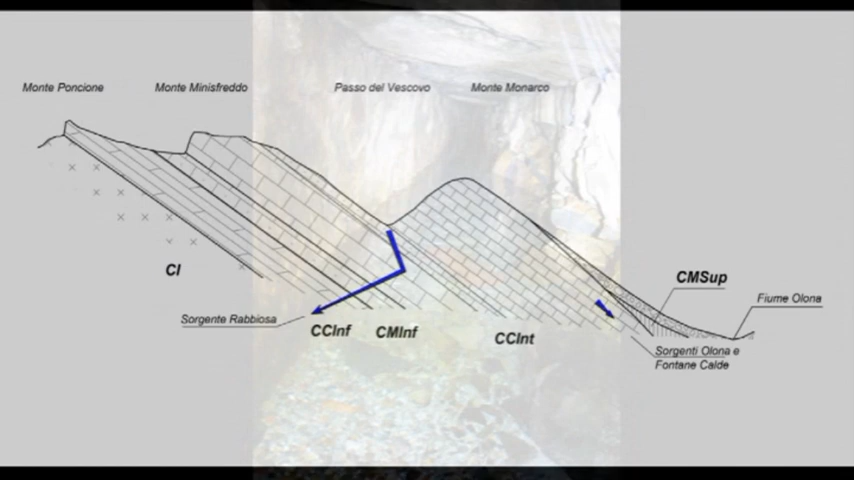 Monte Poncione
Monte Minisfreddo
Passo del Vescovo
Monte Monarco
CI
CMSup
Fiume Olona
Sorgente Rabbiosa
CCInf
CMInf
CCInt
Sorgenti Olona e
Fontane Calde